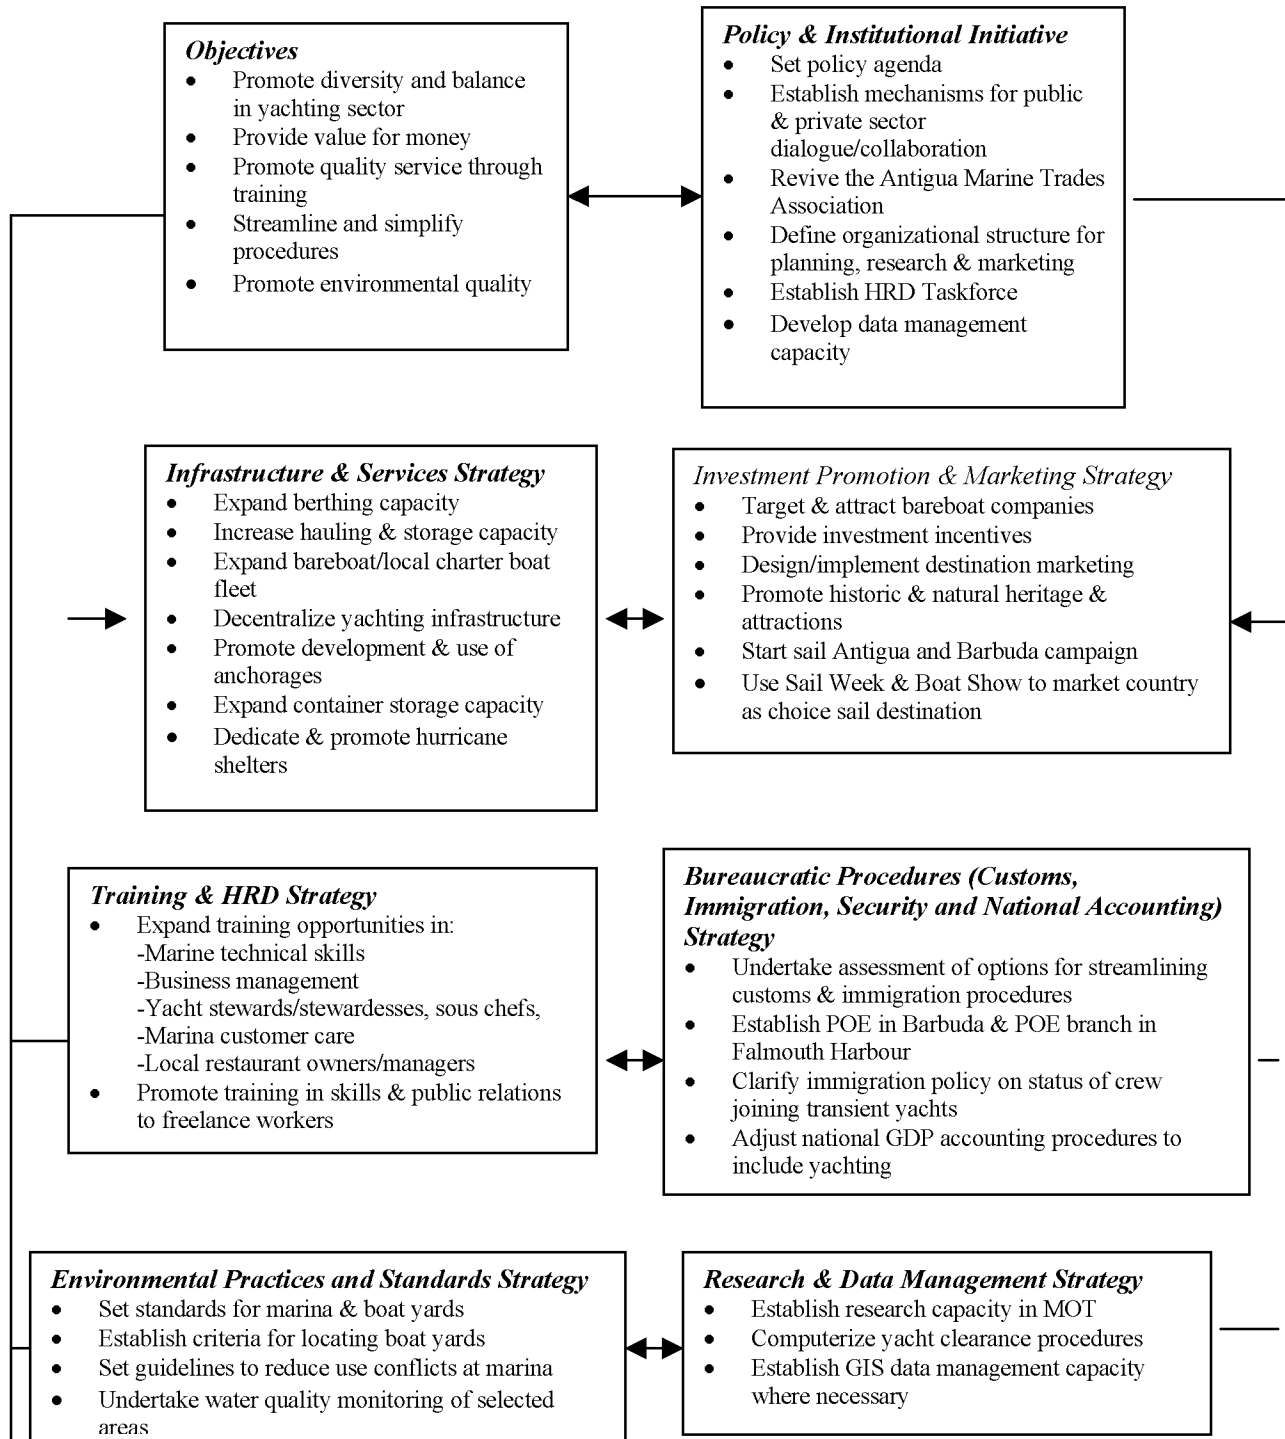 Objectives
• Promote diversity and balance
in yachting sector
• Provide value for money
• Promote quality service through
training
• Streamline and simplify
procedures
• Promote environmental quality
Policy & Institutional Initiative
• Set policy agenda
• Establish mechanisms for public
& private sector
dialogue/collaboration
• Revive the Antigua Marine Trades
Association
• Define organizational structure for
planning, research & marketing
• Establish HRD Taskforce
• Develop data management
capacity
Infrastructure & Services Strategy
• Expand berthing capacity
• Increase hauling & storage capacity
• Expand bareboat/local charter boat
fleet
• Decentralize yachting infrastructure
• Promote development & use of
anchorages
• Expand container storage capacity
• Dedicate & promote hurricane
shelters
Investment Promotion & Marketing Strategy
• Target & attract bareboat companies
• Provide investment incentives
• Design/implement destination marketing
• Promote historic & natural heritage &
attractions
• Start sail Antigua and Barbuda campaign
• Use Sail Week & Boat Show to market country
as choice sail destination
Training & HRD Strategy
• Expand training opportunities in:
-Marine technical skills
-Business management
-Yacht stewards/stewardesses, sous chefs,
-Marina customer care
-Local restaurant owners/managers
• Promote training in skills & public relations
to freelance workers
Bureaucratic Procedures (Customs,
Immigration, Security and National Accounting)
Strategy
• Undertake assessment of options for streamlining
customs & immigration procedures
• Establish POE in Barbuda & POE branch in
Falmouth Harbour
• Clarify immigration policy on status of crew
joining transient yachts
• Adjust national GDP accounting procedures to
include yachting
Environmental Practices and Standards Strategy
• Set standards for marina & boat yards
• Establish criteria for locating boat yards
• Set guidelines to reduce use conflicts at marina
• Undertake water quality monitoring of selected
areas
Research & Data Management Strategy
• Establish research capacity in MOT
• Computerize yacht clearance procedures
• Establish GIS data management capacity
where necessary